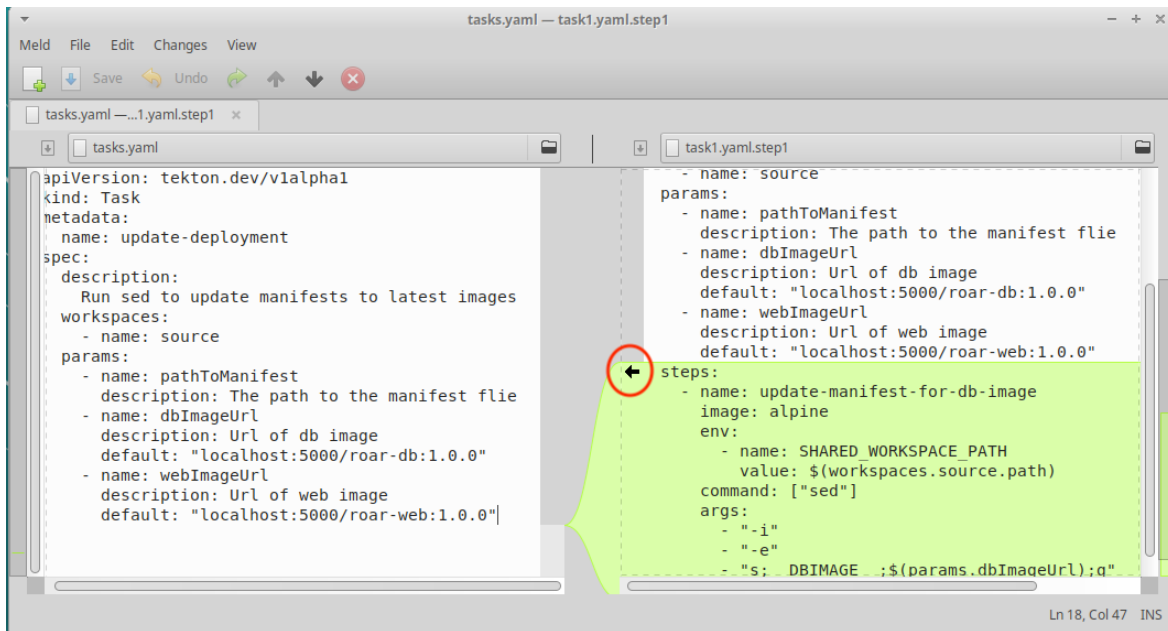 tasks.yaml — task1.yaml.step1
Meld File Edit Changes View
Save Undo
tasks.yaml —...1.yaml.step1
tasks.yaml
task1.yaml.step1
apiVersion: tekton.dev/v1alpha1
kind: Task
metadata:
  name: update-deployment
spec:
  description:
    Run sed to update manifests to latest images
  workspaces:
    - name: source
  params:
    - name: pathToManifest
      description: The path to the manifest flie
    - name: dbImageUrl
      description: Url of db image
      default: "localhost:5000/roar-db:1.0.0"
    - name: webImageUrl
      description: Url of web image
      default: "localhost:5000/roar-web:1.0.0"
    - name: source
  params:
    - name: pathToManifest
      description: The path to the manifest flie
    - name: dbImageUrl
      description: Url of db image
      default: "localhost:5000/roar-db:1.0.0"
    - name: webImageUrl
      description: Url of web image
      default: "localhost:5000/roar-web:1.0.0"
  steps:
    - name: update-manifest-for-db-image
      image: alpine
      env:
        - name: SHARED_WORKSPACE_PATH
          value: $(workspaces.source.path)
      command: ["sed"]
      args:
        - "-i"
        - "-e"
        - "s;__DBIMAGE__;$(params.dbImageUrl);g"
Ln 18, Col 47 INS